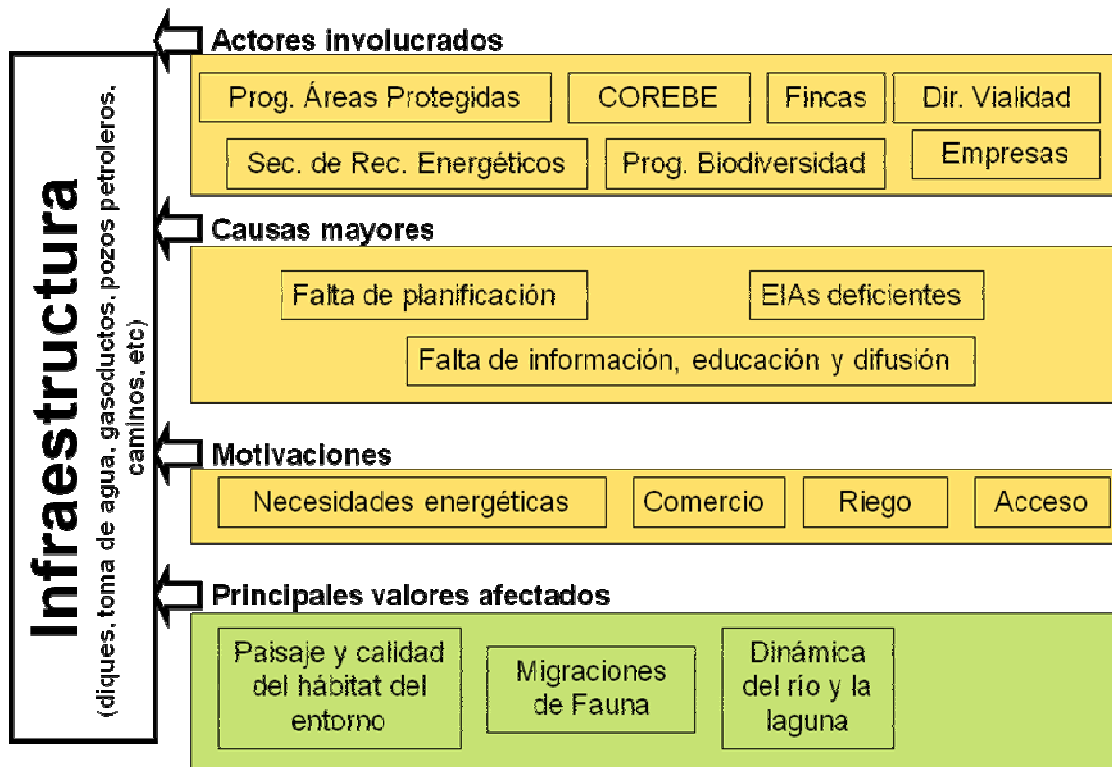 Infraestructura
(diques, toma de agua, gasoductos, pozos petroleros,
caminos, etc)
Actores involucrados
Prog. Áreas Protegidas
COREBE
Fincas
Dir. Vialidad
Sec. de Rec. Energéticos
Prog. Biodiversidad
Empresas
Causas mayores
Falta de planificación
EIAs deficientes
Falta de información, educación y difusión
Motivaciones
Necesidades energéticas
Comercio
Riego
Acceso
Principales valores afectados
Paisaje y calidad
del hábitat del
entorno
Migraciones
de Fauna
Dinámica
del río y la
laguna